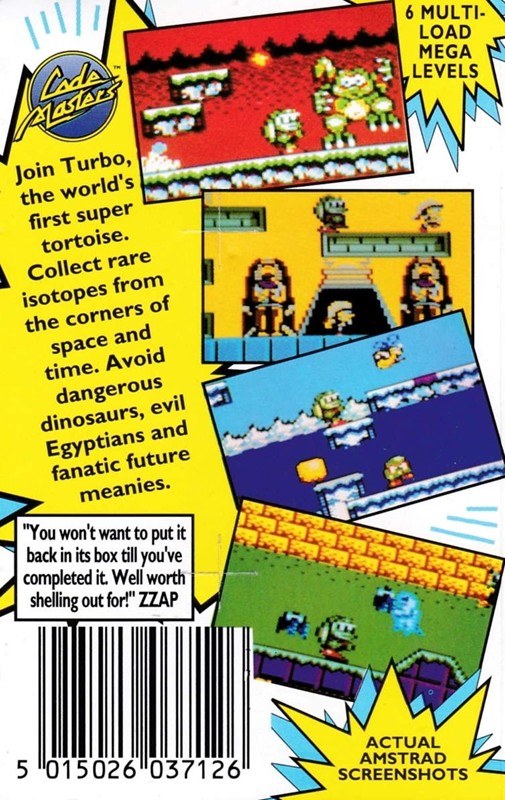 6 MULTI-
LOAD
MEGA
LEVELS
Code
Masters™
Join Turbo,
the world's
first super
tortoise.
Collect rare
isotopes from
the corners of
space and
time. Avoid
dangerous
dinosaurs, evil
Egyptians and
fanatic future
meanies.
"You won't want to put it
back in its box till you've
completed it. Well worth
shelling out for!" ZZAP
5 015026 037126
ACTUAL
AMSTRAD
SCREENSHOTS